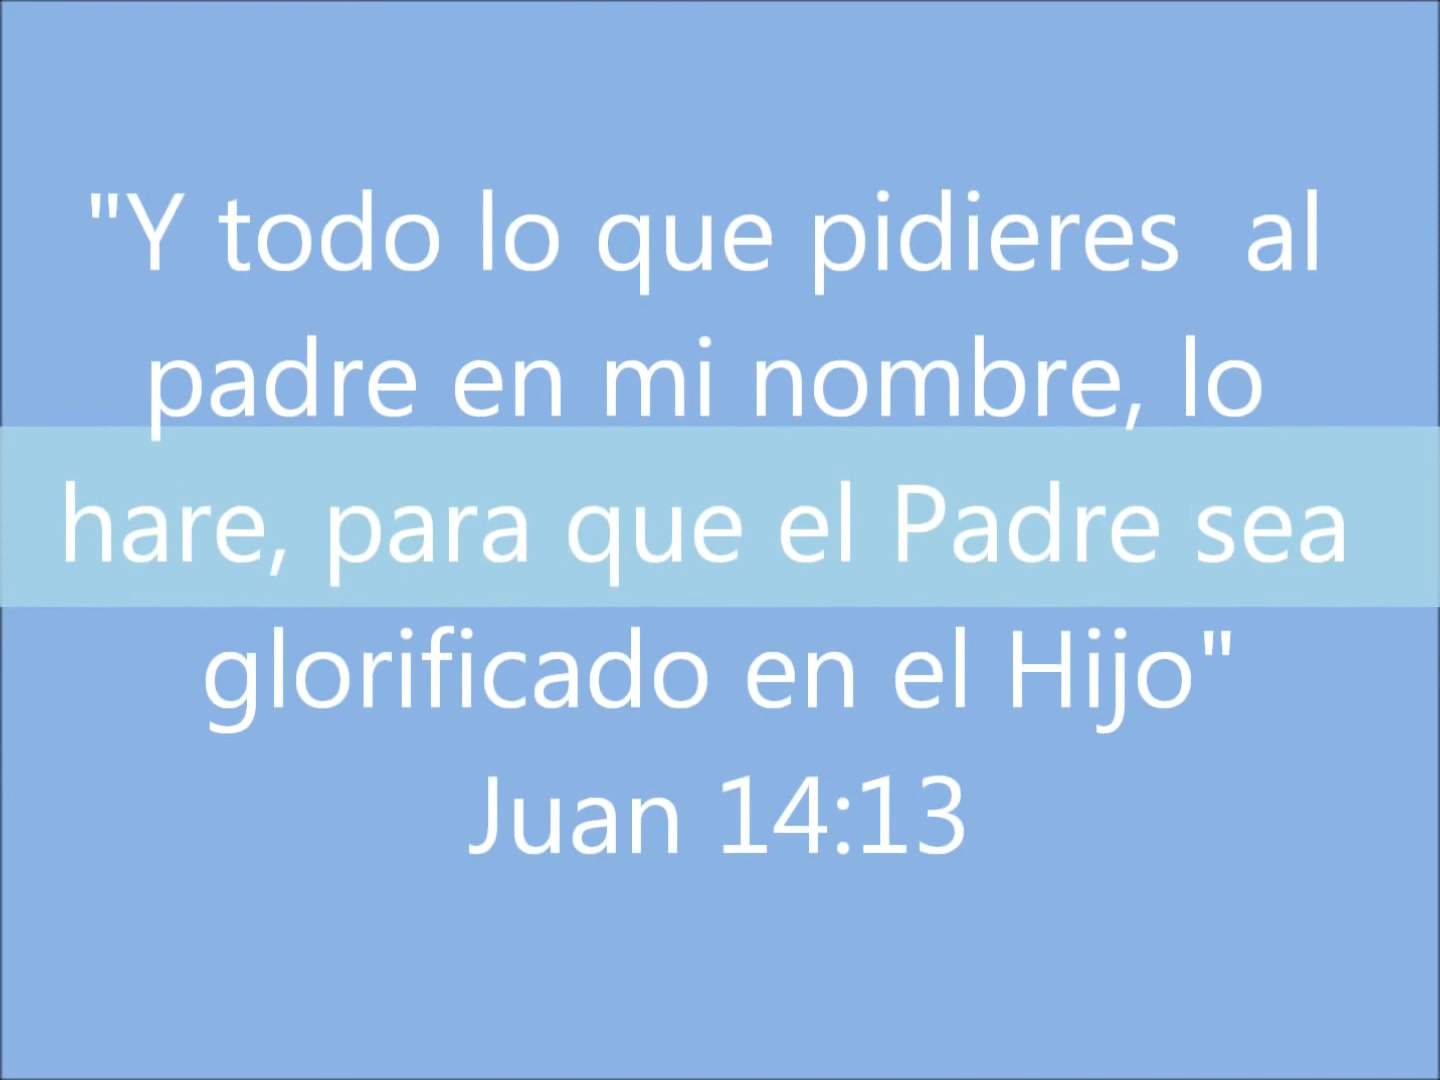 "Y todo lo que pidieres  al
padre en mi nombre, lo
hare, para que el Padre sea
glorificado en el Hijo"
Juan 14:13